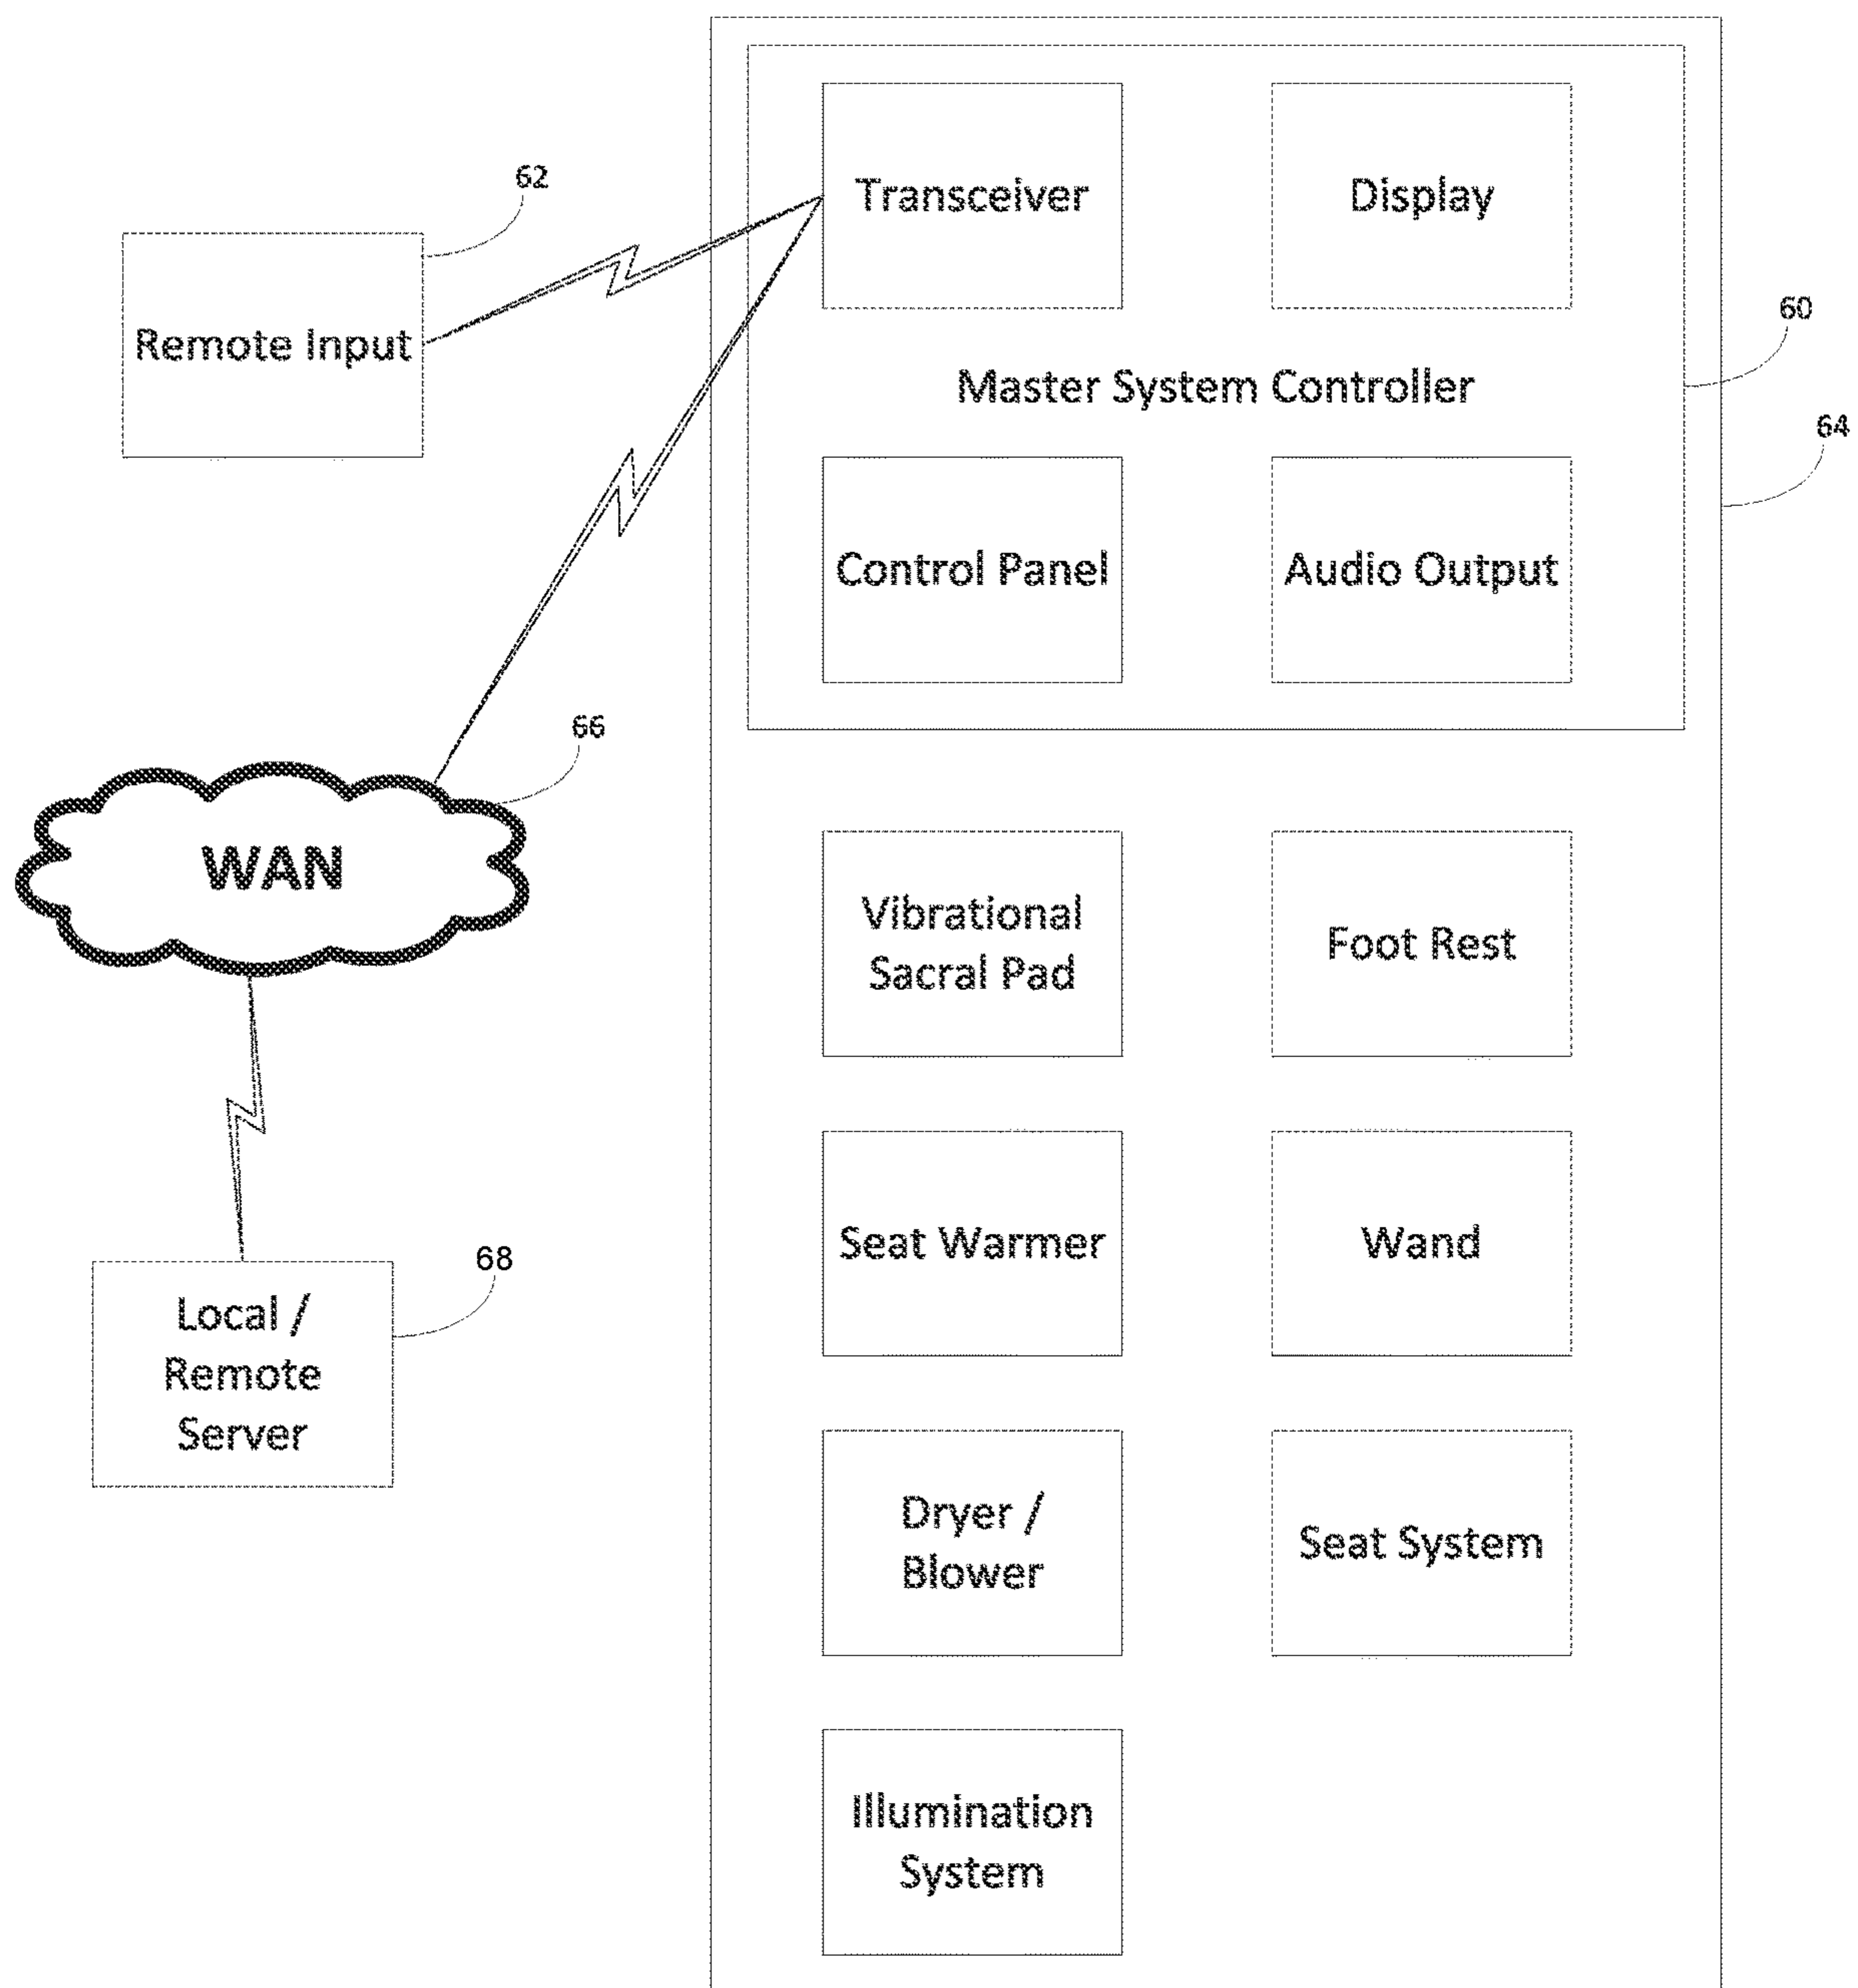 62
Transceiver
Display
Remote Input
60
Master System Controller
64
Control Panel
Audio Output
66
WAN
Vibrational
Sacral Pad
Foot Rest
Seat Warmer
Wand
68
Local /
Remote
Server
Dryer /
Blower
Seat System
Illumination
System